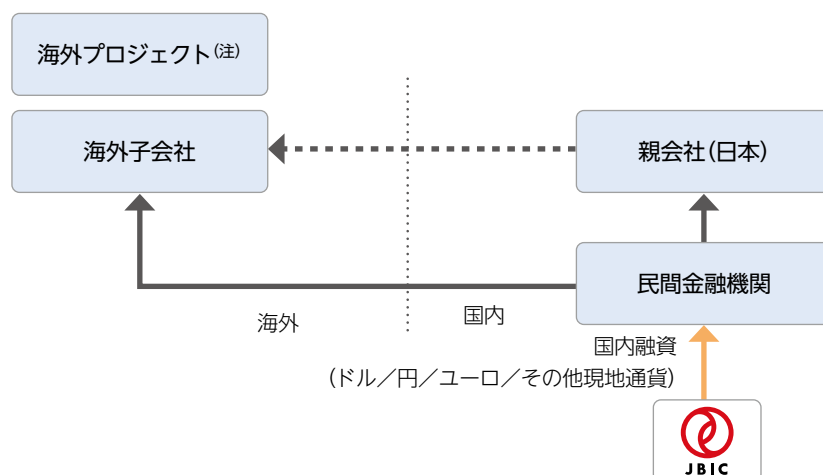 海外プロジェクト(注)
海外子会社
親会社(日本)
民間金融機関
海外
国内
国内融資
(ドル／円／ユーロ／その他現地通貨)
JBIC